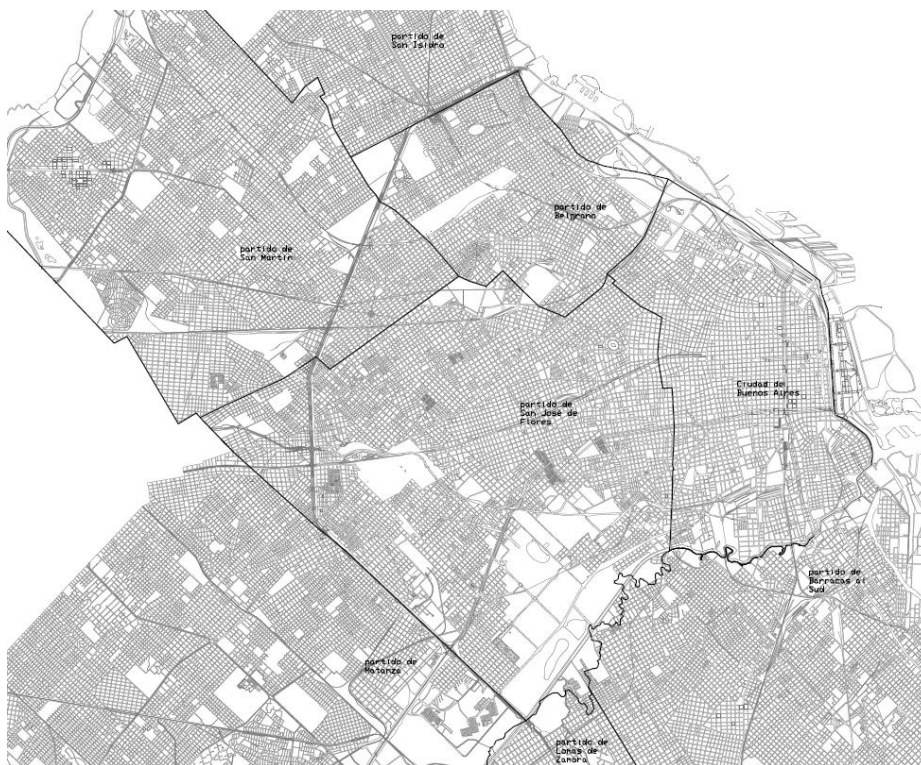 partido de
San Isidro
partido de
Belgrano
partido de
San Martín
Ciudad de
Buenos Aires
partido de
San José de
Flores
partido de
Barracas al
Sud
partido de
Matanza
partido de
Lomas de
Zamora